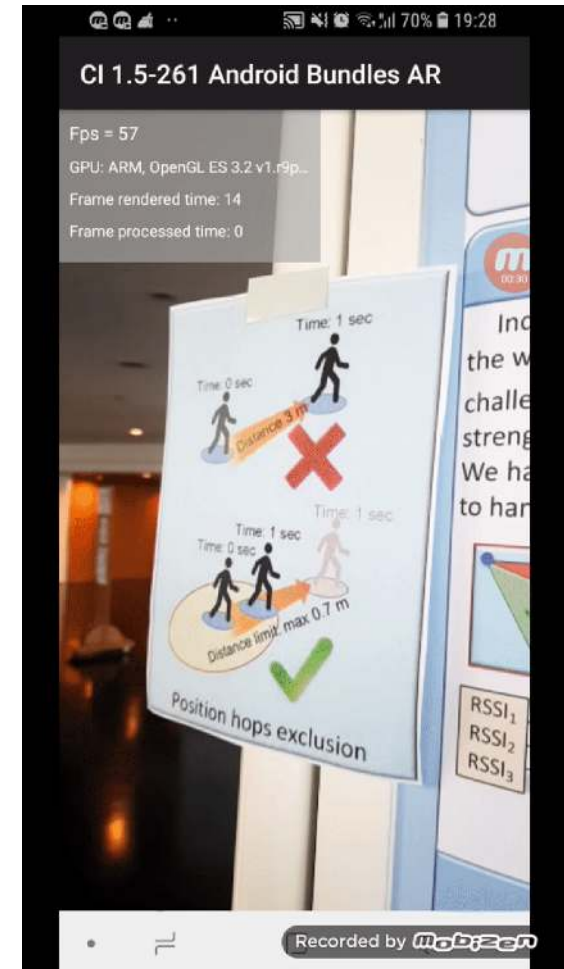 70% 19:28
CI 1.5-261 Android Bundles AR
Fps = 57
GPU: ARM, OpenGL ES 3.2 v1.r9p...
Frame rendered time: 14
Frame processed time: 0
00:30
Time: 1 sec
Time: 0 sec
Distance 3 m
Time: 1 sec
Time: 1 sec
Time: 0 sec
Distance limit: max 0.7 m
Position hops exclusion
Inc
the w
challe
streng
We ha
to har
RSSI₁
RSSI₂
RSSI₃
Recorded by Mobizen